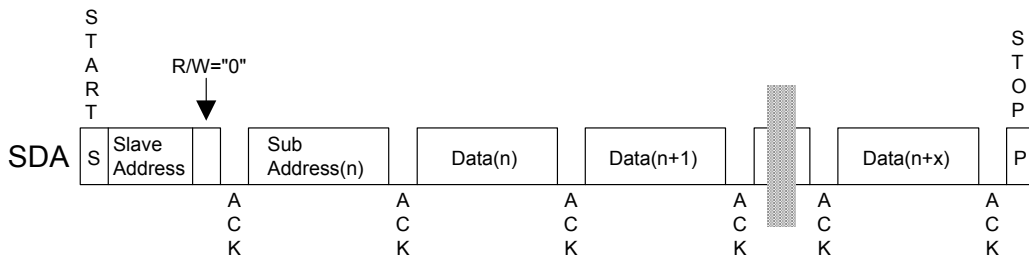 START
STOP
R/W="0"
SDA
S
Slave
Address
Sub
Address(n)
Data(n)
Data(n+1)
Data(n+x)
P
ACK
ACK
ACK
ACK
ACK
ACK